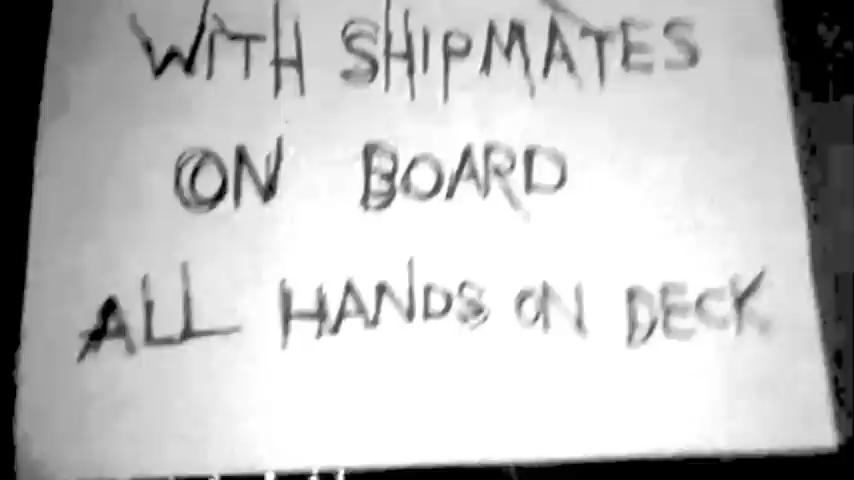 WITH SHIPMATES
ON BOARD
ALL HANDS ON DECK